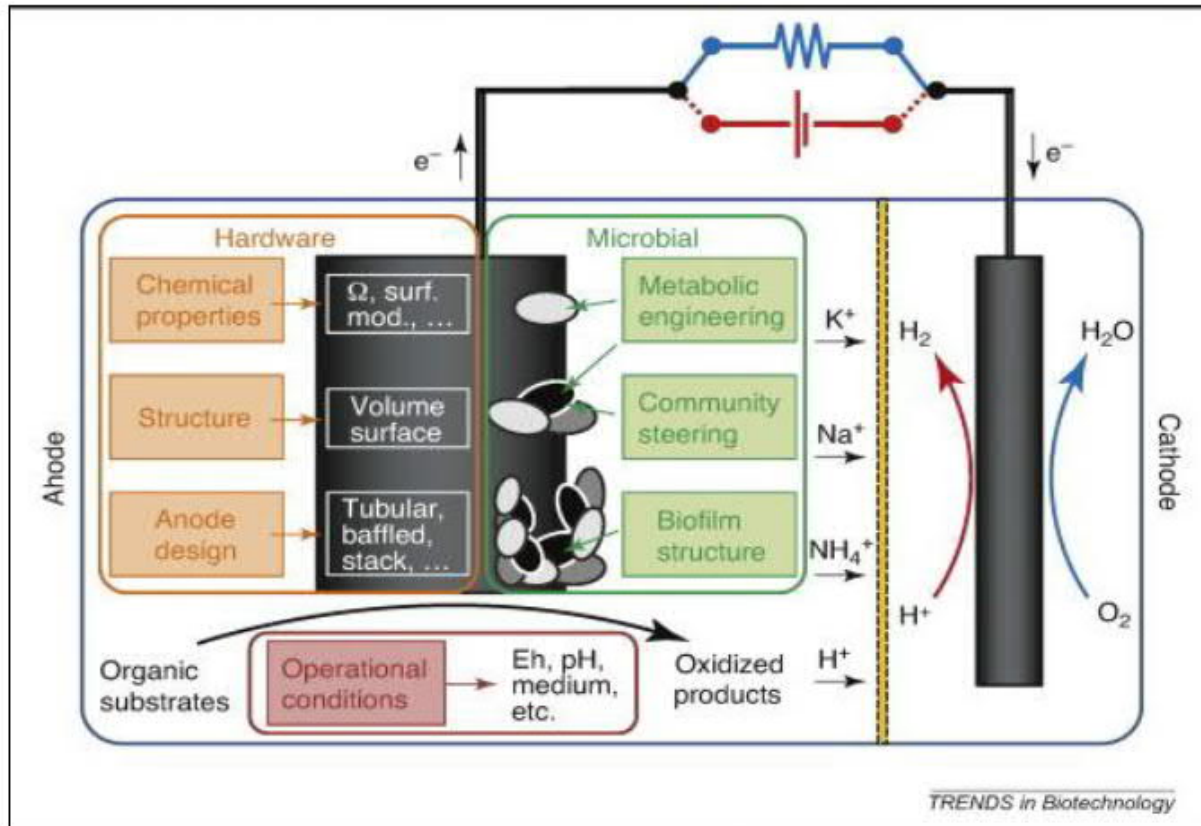 e⁻
e⁻
Hardware
Microbial
Chemical
properties
Ω, surf.
mod., ...
Metabolic
engineering
K⁺
H₂
H₂O
Structure
Volume
surface
Community
steering
Na⁺
Anode
Cathode
Anode
design
Tubular,
baffled,
stack, ...
Biofilm
structure
NH₄⁺
H⁺
O₂
Organic
substrates
Operational
conditions
Eh, pH,
medium,
etc.
Oxidized
products
H⁺
TRENDS in Biotechnology